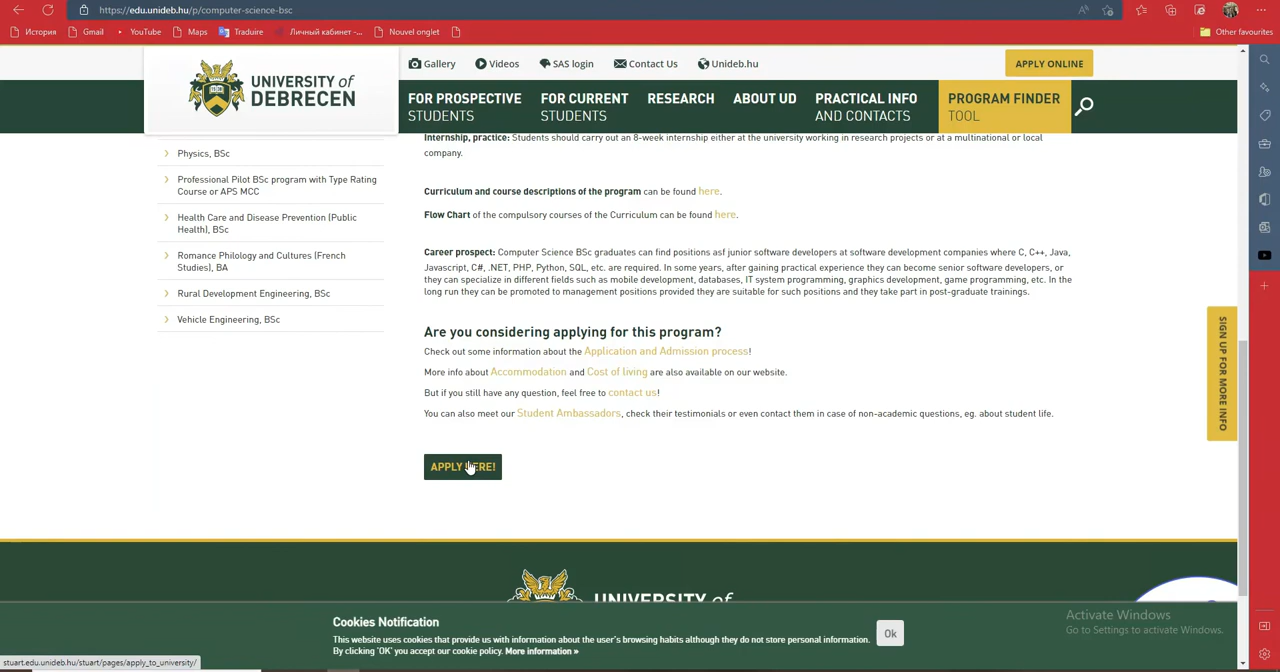 https://edu.unideb.hu/p/computer-science-bsc
История Gmail YouTube Maps Traduire Личный кабинет -... Nouvel onglet Other favourites
Gallery Videos SAS login Contact Us Unideb.hu APPLY ONLINE
UNIVERSITY of
DEBRECEN
FOR PROSPECTIVE
STUDENTS
FOR CURRENT
STUDENTS
RESEARCH
ABOUT UD
PRACTICAL INFO
AND CONTACTS
PROGRAM FINDER
TOOL
Physics, BSc
Professional Pilot BSc program with Type Rating
Course or APS MCC
Health Care and Disease Prevention (Public
Health), BSc
Romance Philology and Cultures (French
Studies), BA
Rural Development Engineering, BSc
Vehicle Engineering, BSc
Internship, practice: Students should carry out an 8-week internship either at the university working in research projects or at a multinational or local
company.
Curriculum and course descriptions of the program can be found here.
Flow Chart of the compulsory courses of the Curriculum can be found here.
Career prospect: Computer Science BSc graduates can find positions asf junior software developers at software development companies where C, C++, Java,
Javascript, C#, .NET, PHP, Python, SQL, etc. are required. In some years, after gaining practical experience they can become senior software developers, or
they can specialize in different fields such as mobile development, databases, IT system programming, graphics development, game programming, etc. In the
long run they can be promoted to management positions provided they are suitable for such positions and they take part in post-graduate trainings.
Are you considering applying for this program?
Check out some information about the Application and Admission process!
More info about Accommodation and Cost of living are also available on our website.
But if you still have any question, feel free to contact us!
You can also meet our Student Ambassadors, check their testimonials or even contact them in case of non-academic questions, eg. about student life.
APPLY HERE!
SIGN UP FOR MORE INFO
UNIVERSITY of
Cookies Notification
This website uses cookies that provide us with information about the user's browsing habits although they do not store personal information.
By clicking 'OK' you accept our cookie policy. More information »
Ok
Activate Windows
Go to Settings to activate Windows.
stuart.edu.unideb.hu/stuart/pages/apply_to_university/